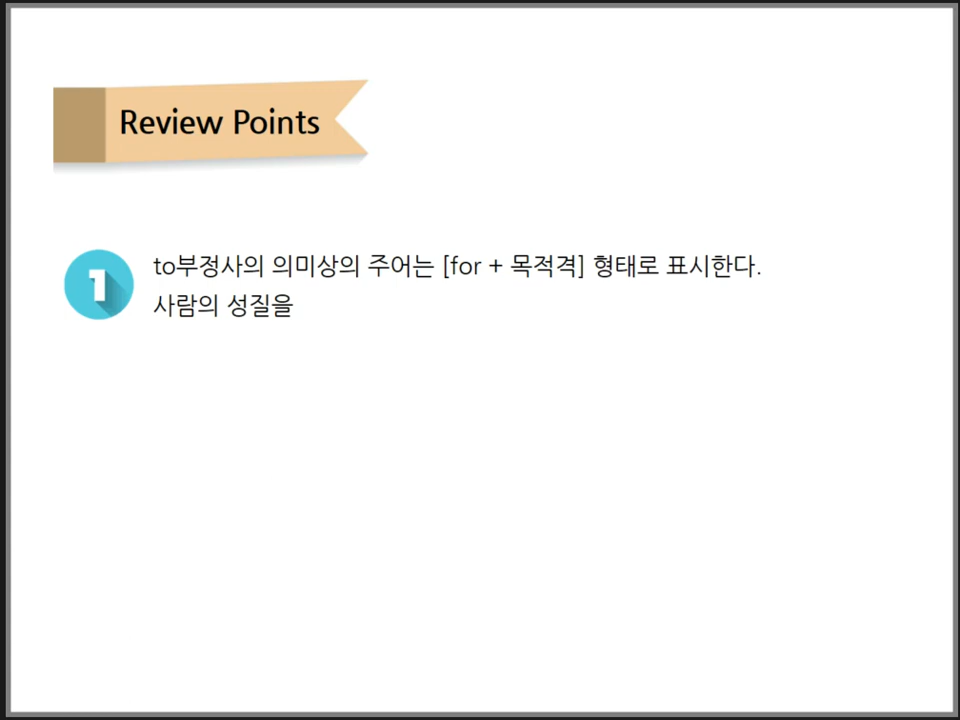 Review Points
1
to부정사의 의미상의 주어는 [for + 목적격] 형태로 표시한다.
사람의 성질을